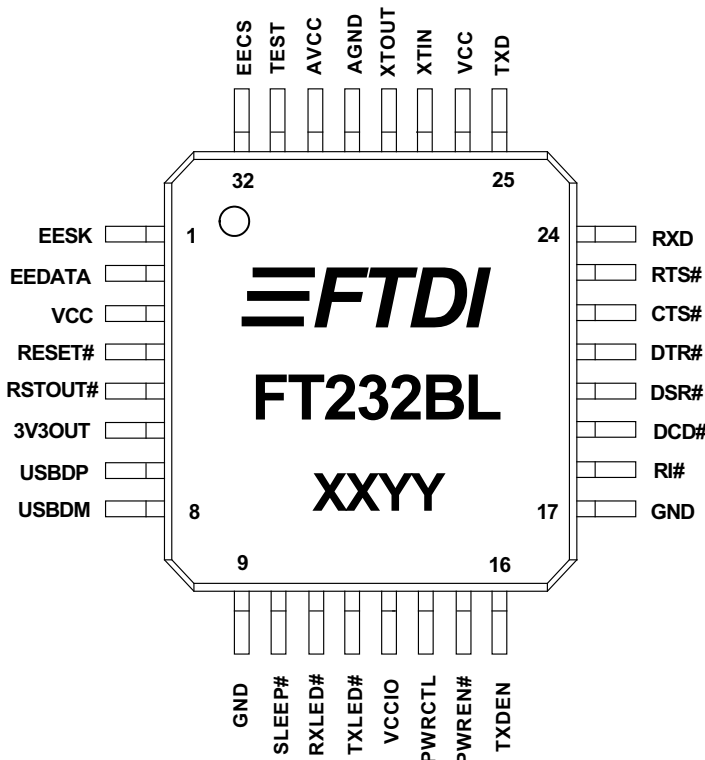 EECS
TEST
AVCC
AGND
XTOUT
XTIN
VCC
TXD
32
25
EESK
1
24
RXD
EEDATA
RTS#
VCC
CTS#
RESET#
DTR#
RSTOUT#
DSR#
3V3OUT
DCD#
USBDP
RI#
USBDM
8
17
GND
FTDI
FT232BL
XXYY
9
16
GND
SLEEP#
RXLED#
TXLED#
VCCIO
PWRCTL
PWREN#
TXDEN